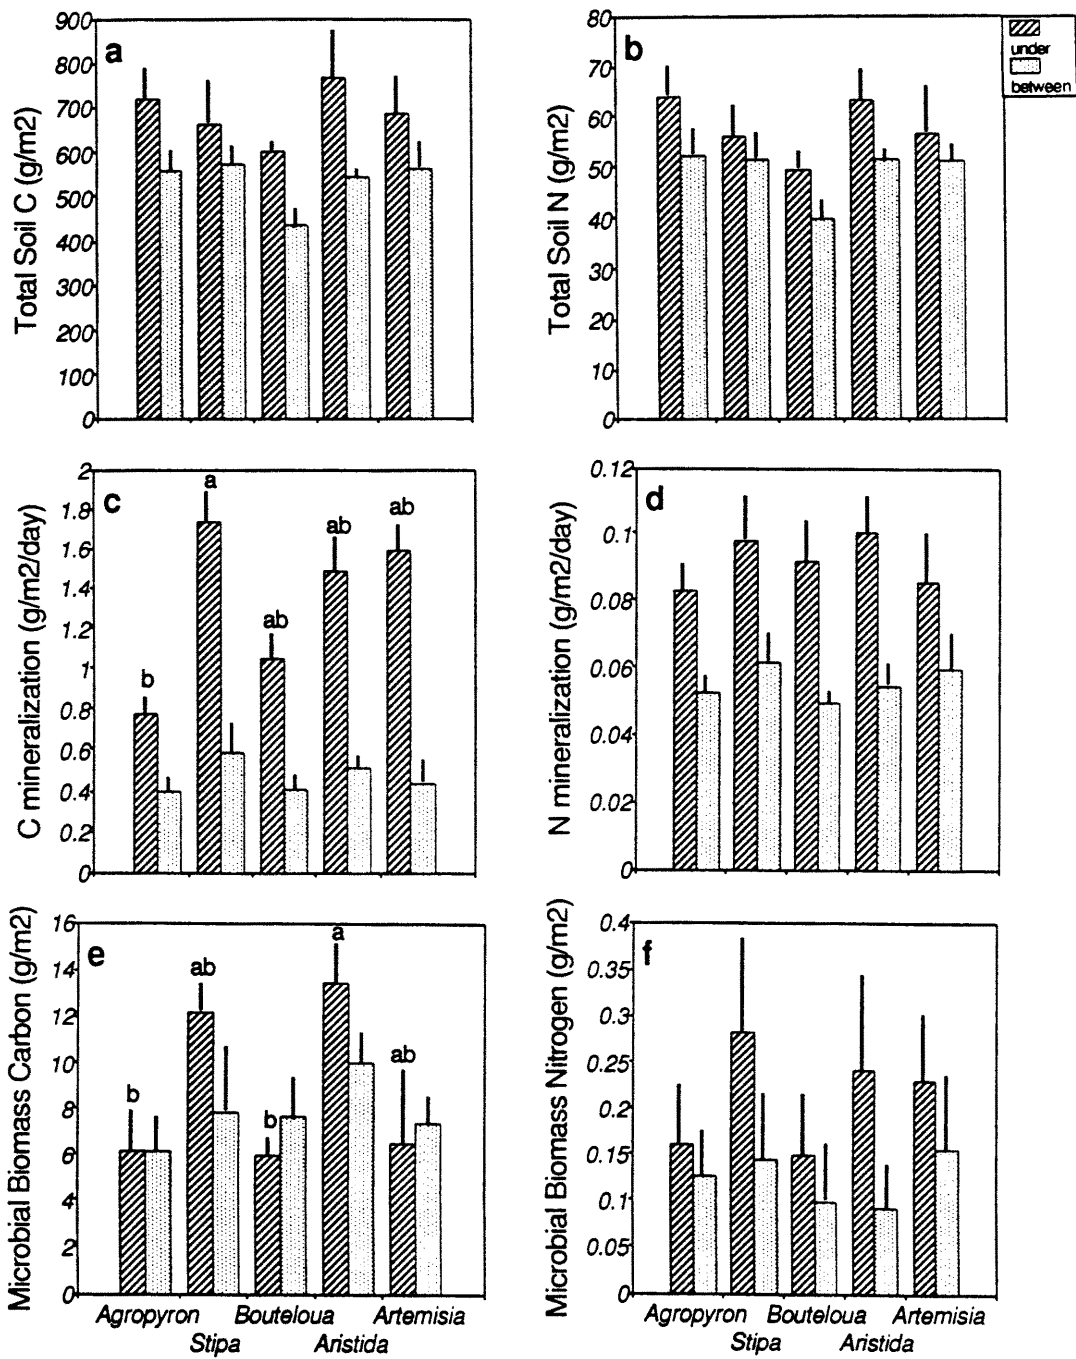 a
Total Soil C (g/m2)
900
800
700
600
500
400
300
200
100
0
b
Total Soil N (g/m2)
80
70
60
50
40
30
20
10
0
under
between
c
C mineralization (g/m2/day)
2
1.8
1.6
1.4
1.2
1
0.8
0.6
0.4
0.2
0
b
a
ab
ab
ab
d
N mineralization (g/m2/day)
0.12
0.1
0.08
0.06
0.04
0.02
0
e
Microbial Biomass Carbon (g/m2)
16
14
12
10
8
6
4
2
0
b
ab
b
a
ab
Agropyron
Stipa
Bouteloua
Aristida
Artemisia
f
Microbial Biomass Nitrogen (g/m2)
0.4
0.35
0.3
0.25
0.2
0.15
0.1
0.05
0
Agropyron
Stipa
Bouteloua
Aristida
Artemisia